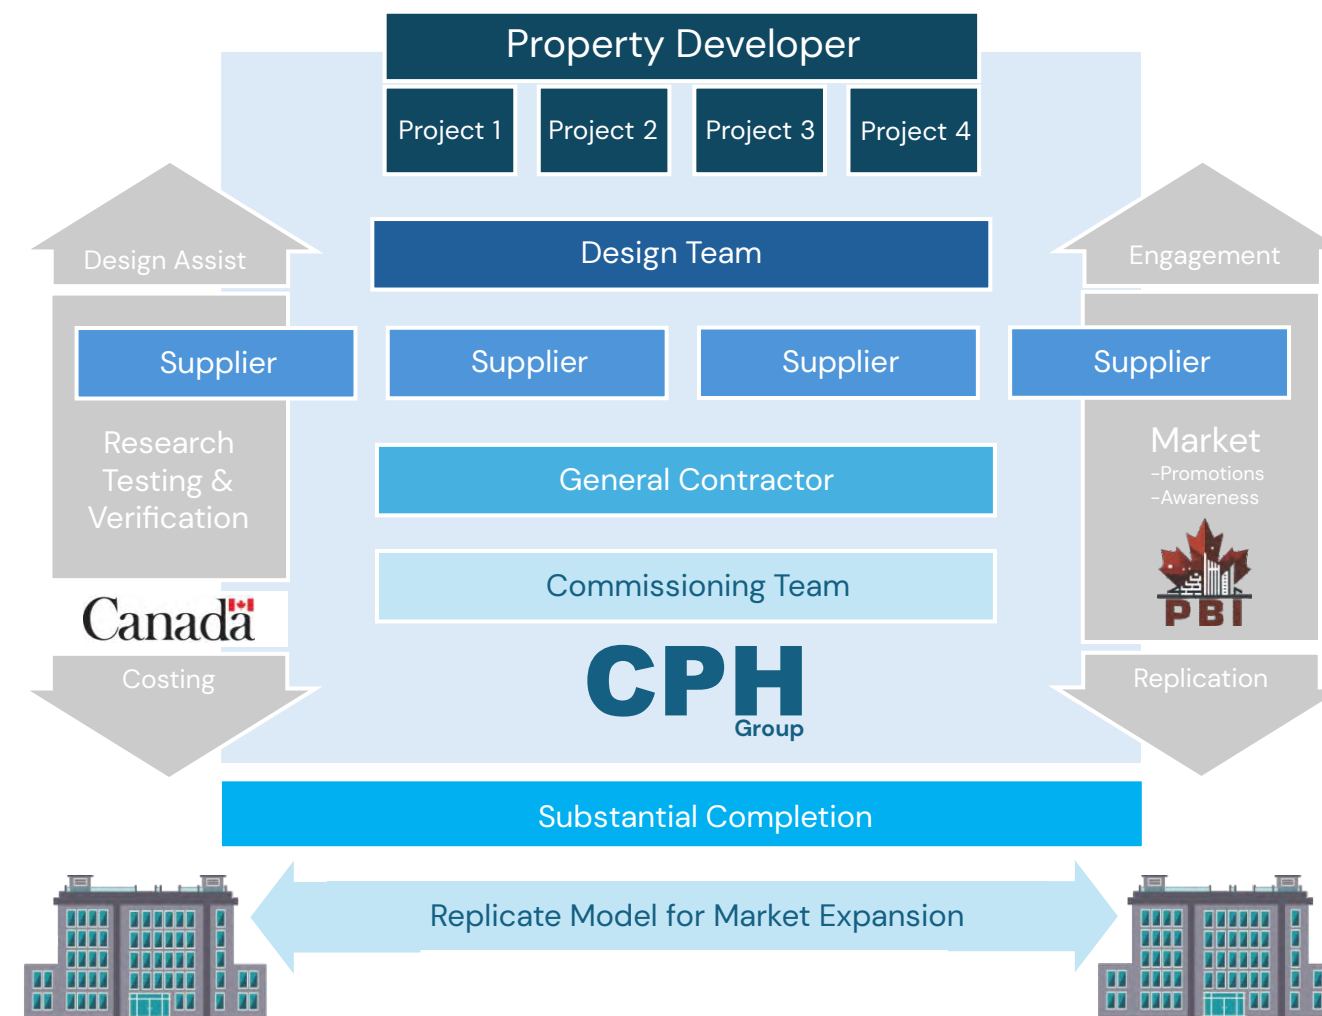 Property Developer
Project 1
Project 2
Project 3
Project 4
Design Assist
Design Team
Engagement
Supplier
Supplier
Supplier
Supplier
Research
Testing &
Verification
General Contractor
Market
-Promotions
-Awareness
Commissioning Team
PBI
Canada
Costing
CPH
Group
Replication
Substantial Completion
Replicate Model for Market Expansion